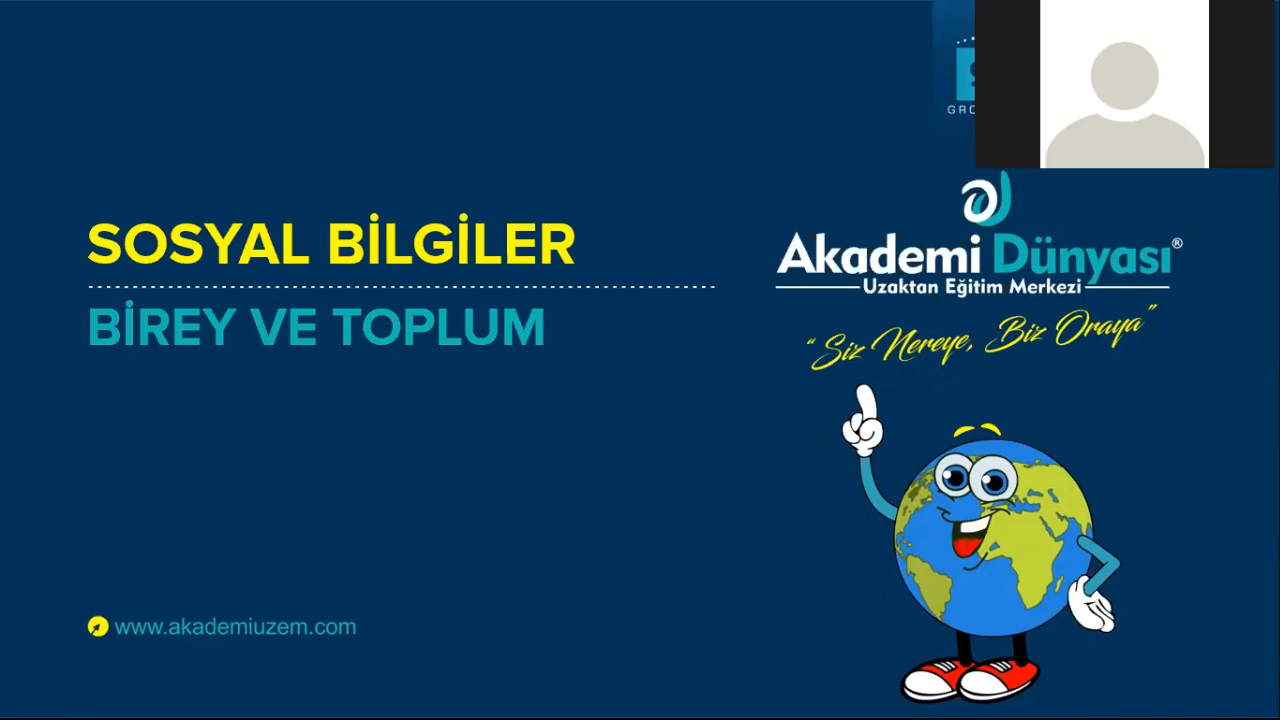 SOSYAL BİLGİLER
BİREY VE TOPLUM
Akademi Dünyası®
Uzaktan Eğitim Merkezi
“Siz Nereye, Biz Oraya”
www.akademiuzem.com